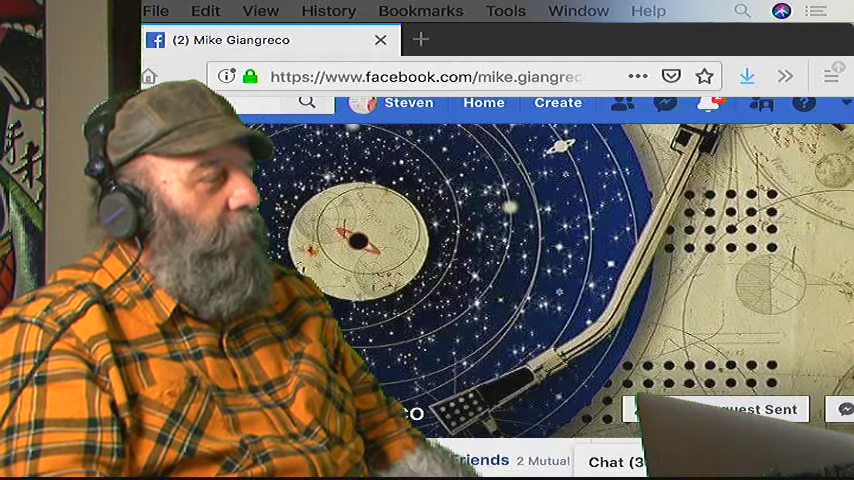 File Edit View History Bookmarks Tools Window Help
(2) Mike Giangreco
https://www.facebook.com/mike.giangrec
Steven Home Create
co
quest Sent
Friends 2 Mutual
Chat (3